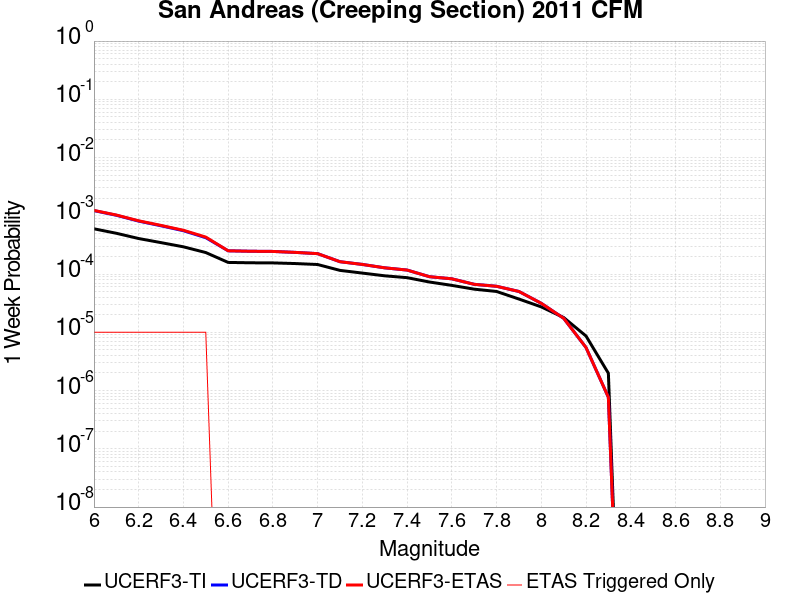 San Andreas (Creeping Section) 2011 CFM
10^0
10^-1
10^-2
10^-3
10^-4
10^-5
10^-6
10^-7
10^-8
1 Week Probability
6 6.2 6.4 6.6 6.8 7 7.2 7.4 7.6 7.8 8 8.2 8.4 8.6 8.8 9
Magnitude
UCERF3-TI UCERF3-TD UCERF3-ETAS ETAS Triggered Only